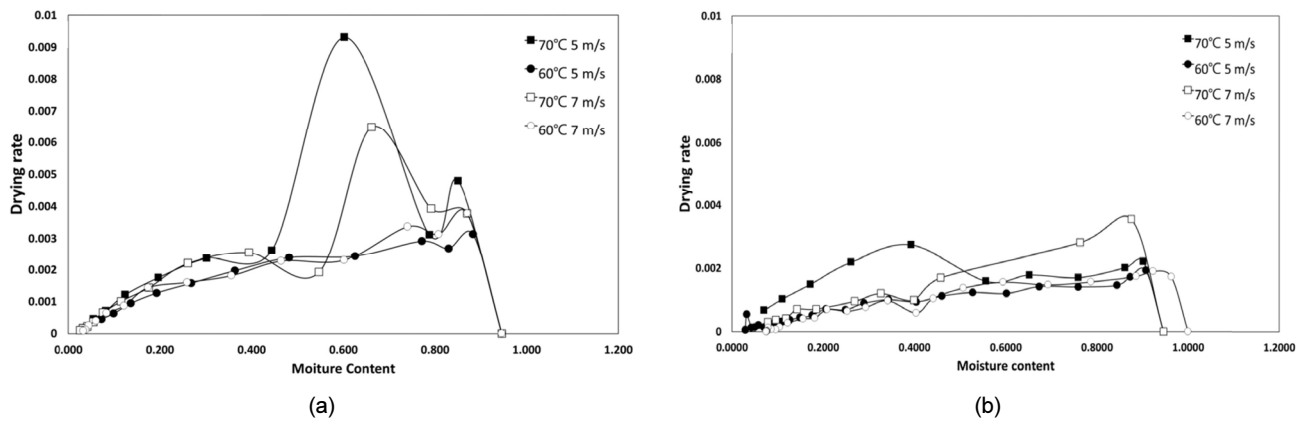 0.01
0.009
0.008
0.007
0.006
0.005
0.004
0.003
0.002
0.001
0
Drying rate
0.000 0.200 0.400 0.600 0.800 1.000 1.200
Moiture Content
70℃ 5 m/s
60℃ 5 m/s
70℃ 7 m/s
60℃ 7 m/s
(a)
0.01
0.008
0.006
0.004
0.002
0
Drying rate
0.0000 0.2000 0.4000 0.6000 0.8000 1.0000 1.2000
Moisture content
70℃ 5 m/s
60℃ 5 m/s
70℃ 7 m/s
60℃ 7 m/s
(b)